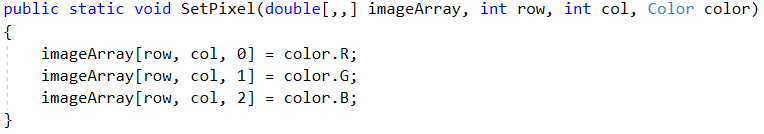 public static void SetPixel(double[,,] imageArray, int row, int col, Color color)
{
    imageArray[row, col, 0] = color.R;
    imageArray[row, col, 1] = color.G;
    imageArray[row, col, 2] = color.B;
}